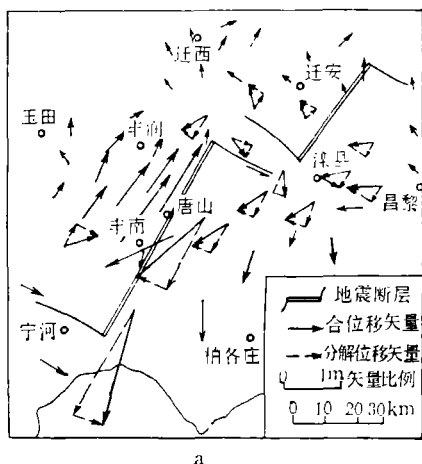 迁西
迁安
玉田
丰润
滦县
昌黎
唐山
丰南
宁河
柏各庄
地震断层
合位移矢量
分解位移矢量
0 1m 矢量比例
0 10 20 30km
a